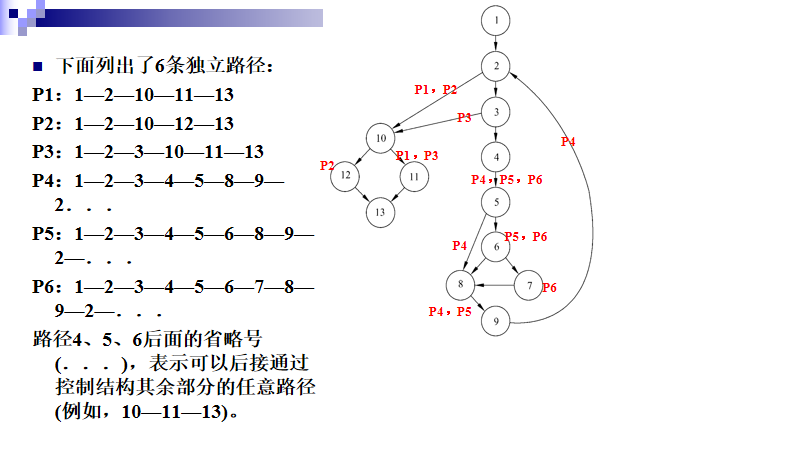 下面列出了6条独立路径：
P1：1—2—10—11—13
P2：1—2—10—12—13
P3：1—2—3—10—11—13
P4：1—2—3—4—5—8—9—
2．．．
P5：1—2—3—4—5—6—8—9—
2—．．．
P6：1—2—3—4—5—6—7—8—
9—2—．．．
路径4、5、6后面的省略号
(．．．)，表示可以后接通过
控制结构其余部分的任意路径
(例如，10—11—13)。
1
2
P1，P2
3
P3
10
P4
4
P1，P3
P2
12
11
P4，P5，P6
5
13
P5，P6
P4
6
8
7
P6
P4，P5
9